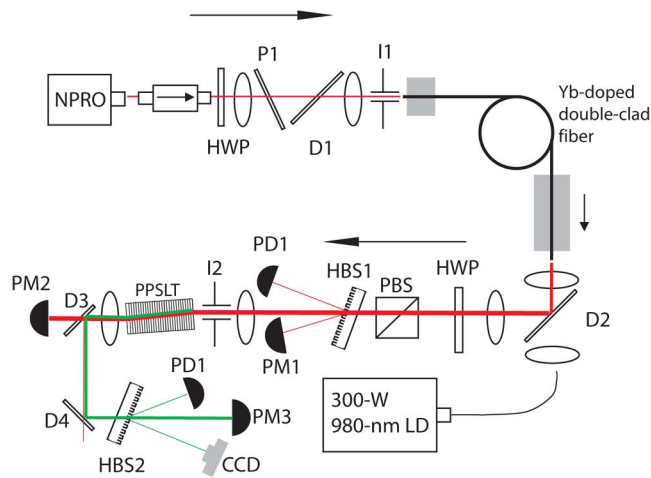 I1
P1
NPRO
HWP
D1
Yb-doped
double-clad
fiber
PD1
HBS1
HWP
I2
PBS
PM2
D3
PPSLT
D2
PM1
PD1
300-W
980-nm LD
D4
PM3
HBS2
CCD